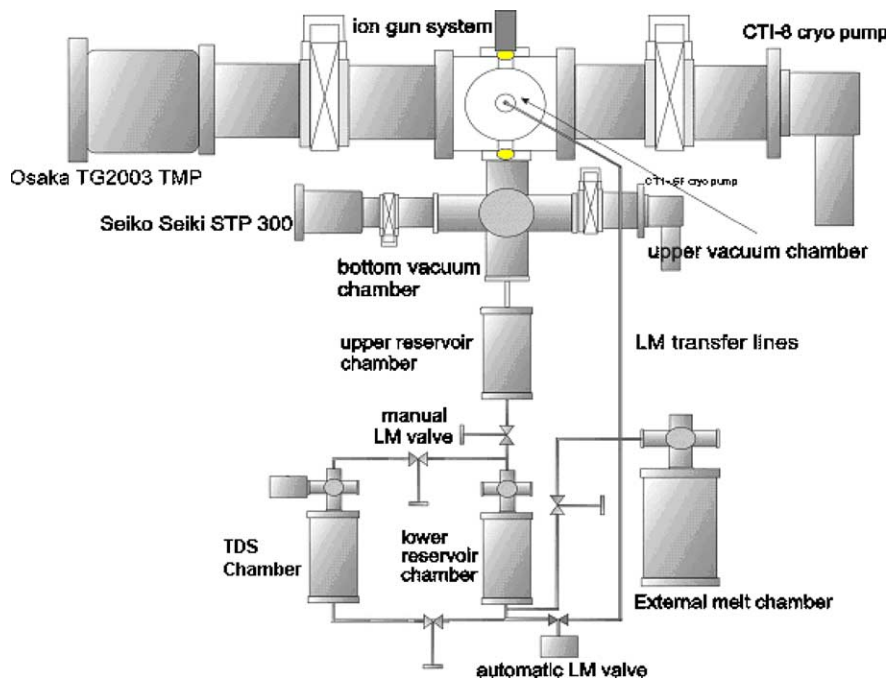 ion gun system
CTI-8 cryo pump
Osaka TG2003 TMP
CTI-8F cryo pump
Seiko Seiki STP 300
upper vacuum chamber
bottom vacuum
chamber
upper reservoir
chamber
LM transfer lines
manual
LM valve
TDS
Chamber
lower
reservoir
chamber
External melt chamber
automatic LM valve